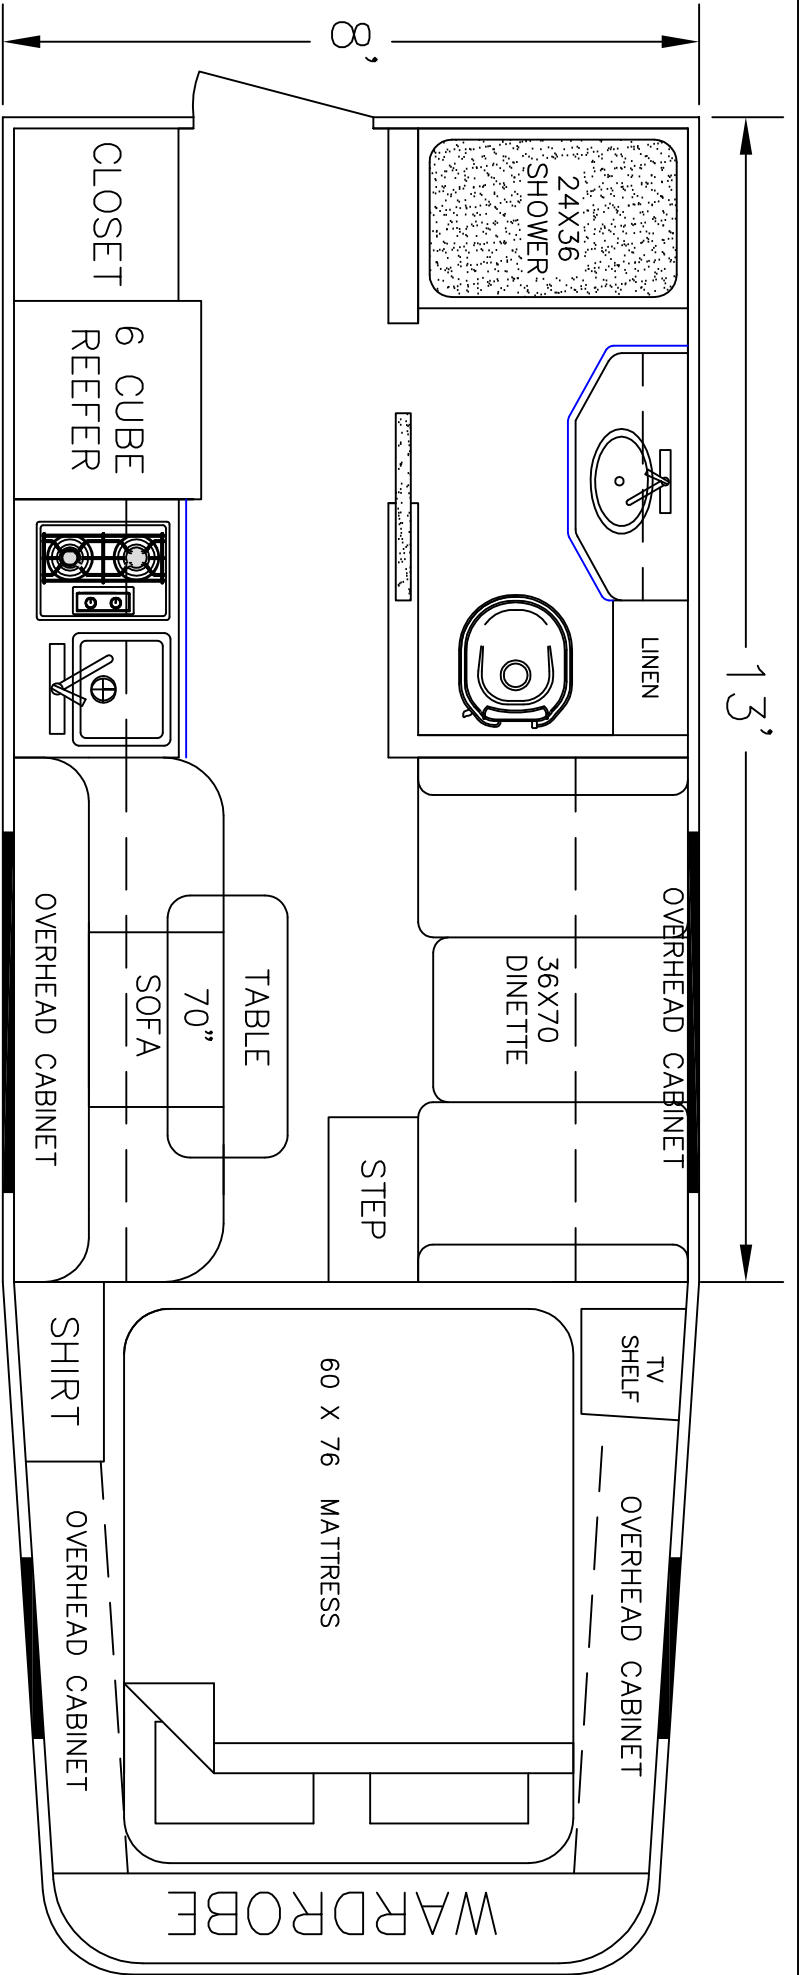 8'
13'
CLOSET
24X36
SHOWER
6 CUBE
REEFER
LINEN
OVERHEAD CABINET
SOFA
70"
TABLE
36X70
DINETTE
OVERHEAD CABINET
STEP
SHIRT
TV
SHELF
60 X 76 MATTRESS
OVERHEAD CABINET
OVERHEAD CABINET
WARDROBE